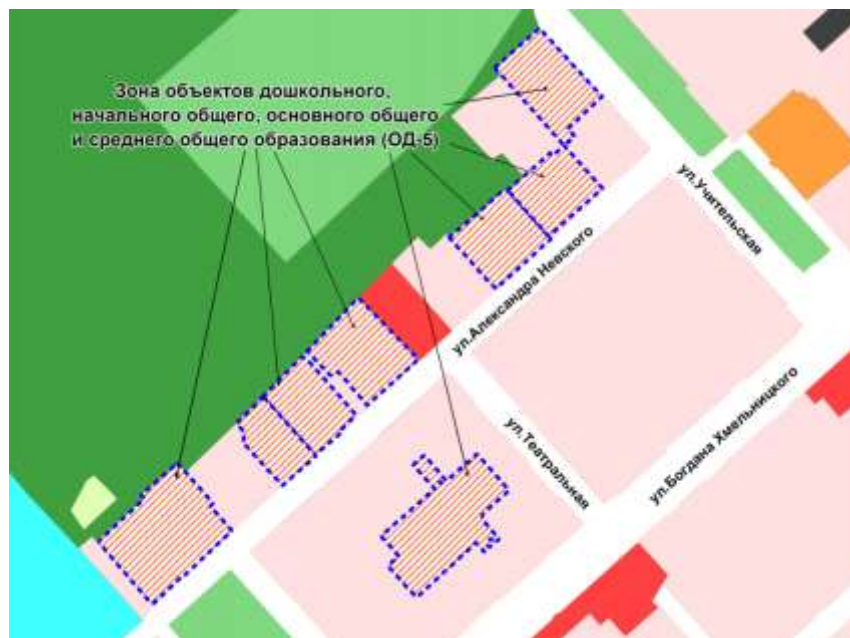 Зона объектов дошкольного,
начального общего, основного общего
и среднего общего образования (ОД-5)
ул.Учительская
ул.Александра Невского
ул.Театральная
ул.Богдана Хмельницкого